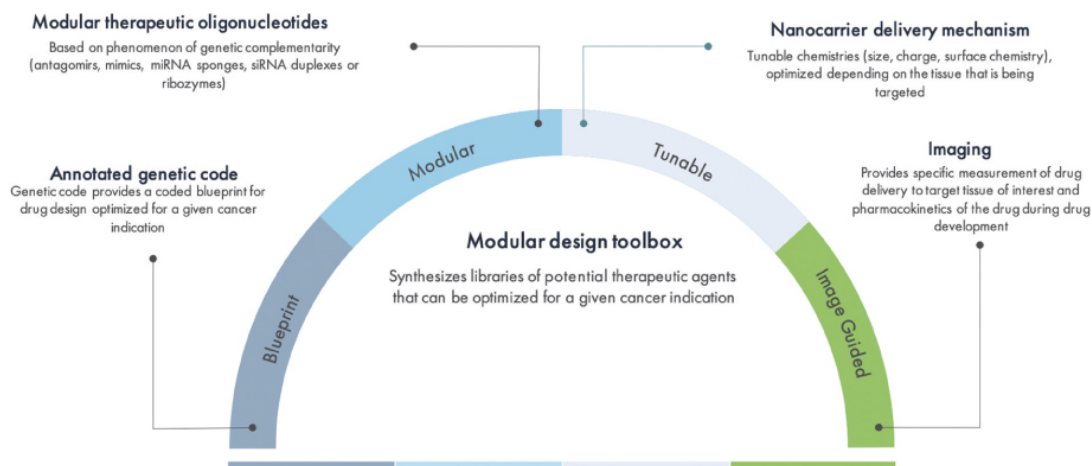 Modular therapeutic oligonucleotides
Based on phenomenon of genetic complementarity
(antagomirs, mimics, miRNA sponges, siRNA duplexes or
ribozymes)
Nanocarrier delivery mechanism
Tunable chemistries (size, charge, surface chemistry),
optimized depending on the tissue that is being
targeted
Annotated genetic code
Genetic code provides a coded blueprint for
drug design optimized for a given cancer
indication
Imaging
Provides specific measurement of drug
delivery to target tissue of interest and
pharmacokinetics of the drug during drug
development
Modular
Tunable
Blueprint
Image Guided
Modular design toolbox
Synthesizes libraries of potential therapeutic agents
that can be optimized for a given cancer indication